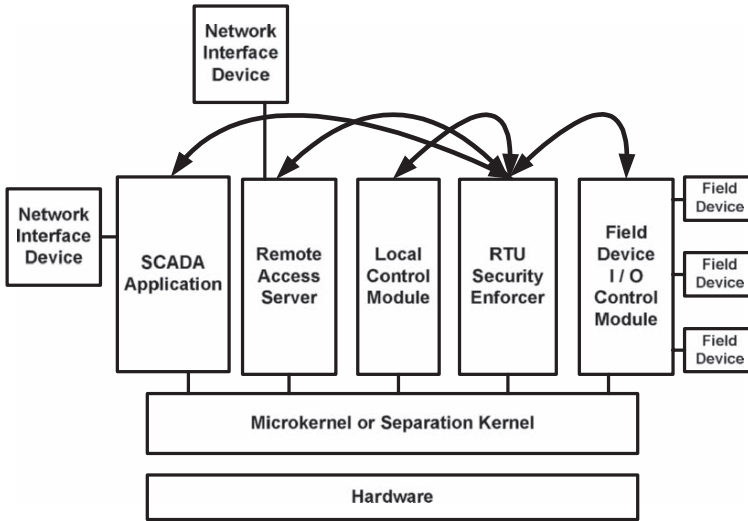 Network
Interface
Device
Network
Interface
Device
SCADA
Application
Remote
Access
Server
Local
Control
Module
RTU
Security
Enforcer
Field
Device
I / O
Control
Module
Field
Device
Field
Device
Field
Device
Microkernel or Separation Kernel
Hardware